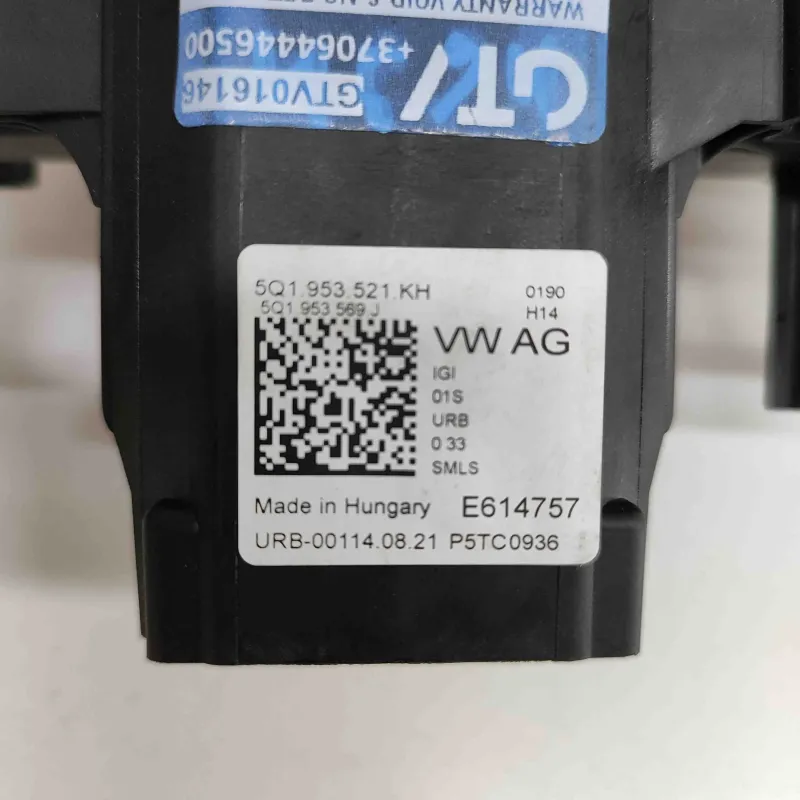 WARRANTY VOID &
+37064446500
GTV016146
GTV
5Q1.953.521.KH
0190
5Q1.953 569 J
H14
VW AG
IGI
01S
URB
0 33
SMLS
Made in Hungary
E614757
URB-00114.08.21 P5TC0936